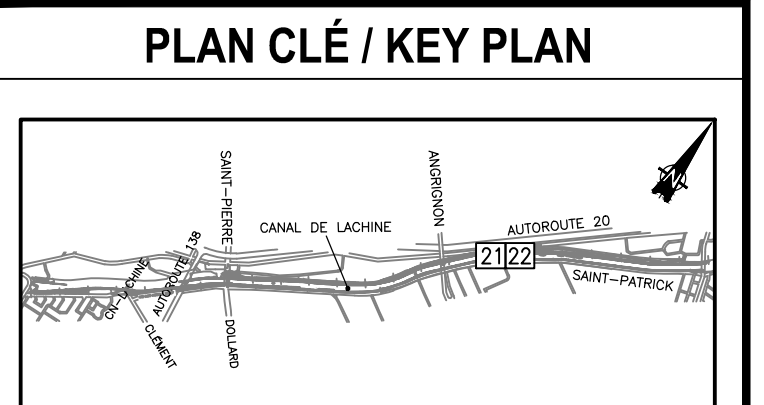 PLAN CLÉ / KEY PLAN
SAINT-PIERRE
ANGRIGNON
N
CANAL DE LACHINE
AUTOROUTE 20
AUTOROUTE 138
21 22
CN-LACHINE
SAINT-PATRICK
CLÉMENT
DOLLARD